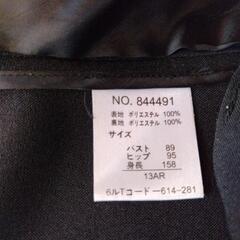 NO. 844491
表地 ポリエステル 100%
裏地 ポリエステル 100%
サイズ
バスト 89
ヒップ 95
身長 158
13AR
6ルTコード一614-281